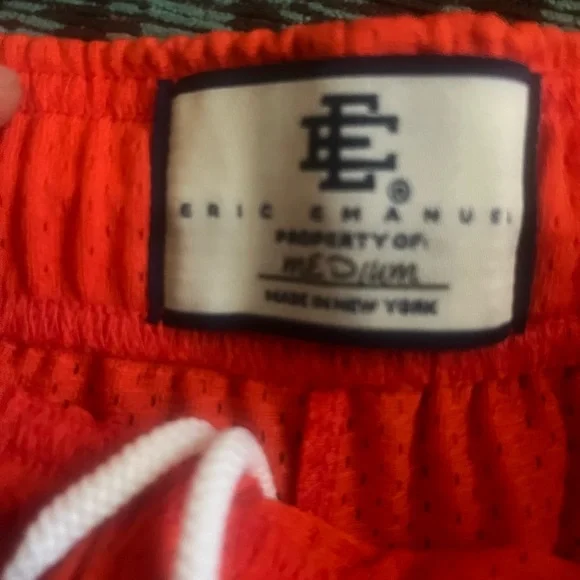 EE®
ERIC EMANUEL
PROPERTY OF:
MEDIUM
MADE IN NEW YORK